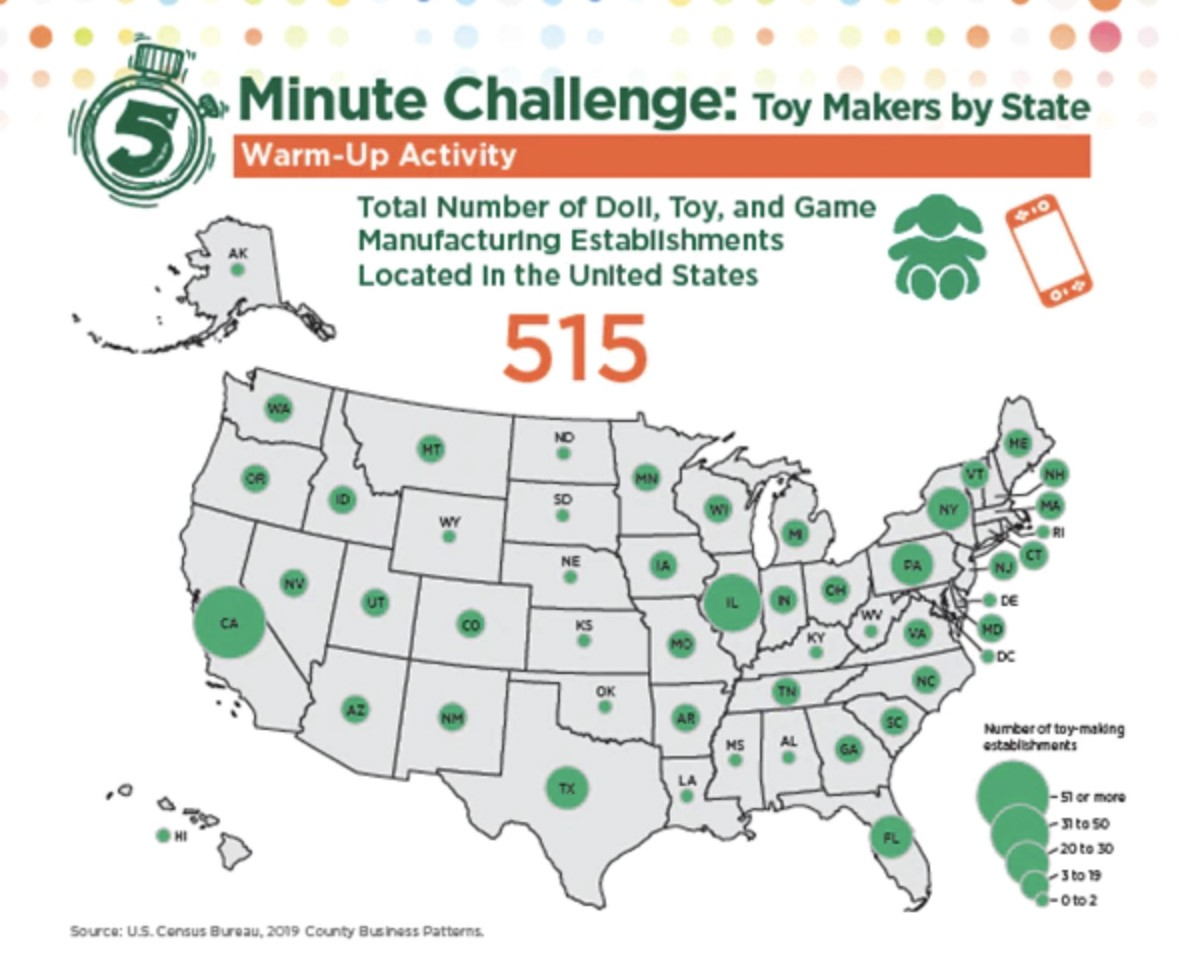 5 Minute Challenge: Toy Makers by State
Warm-Up Activity
Total Number of Doll, Toy, and Game
Manufacturing Establishments
Located in the United States
515
AK
WA
MT
ND
MN
OR
ID
WY
SD
WI
MI
NY
VT
ME
NH
MA
RI
CT
NJ
PA
CA
NV
UT
CO
NE
KS
IA
MO
IL
IN
OH
WV
KY
VA
DE
MD
DC
AZ
NM
OK
AR
TN
NC
SC
TX
LA
MS
AL
GA
FL
HI
Number of toy-making
establishments
51 or more
31 to 50
20 to 30
3 to 19
0 to 2
Source: U.S. Census Bureau, 2019 County Business Patterns.